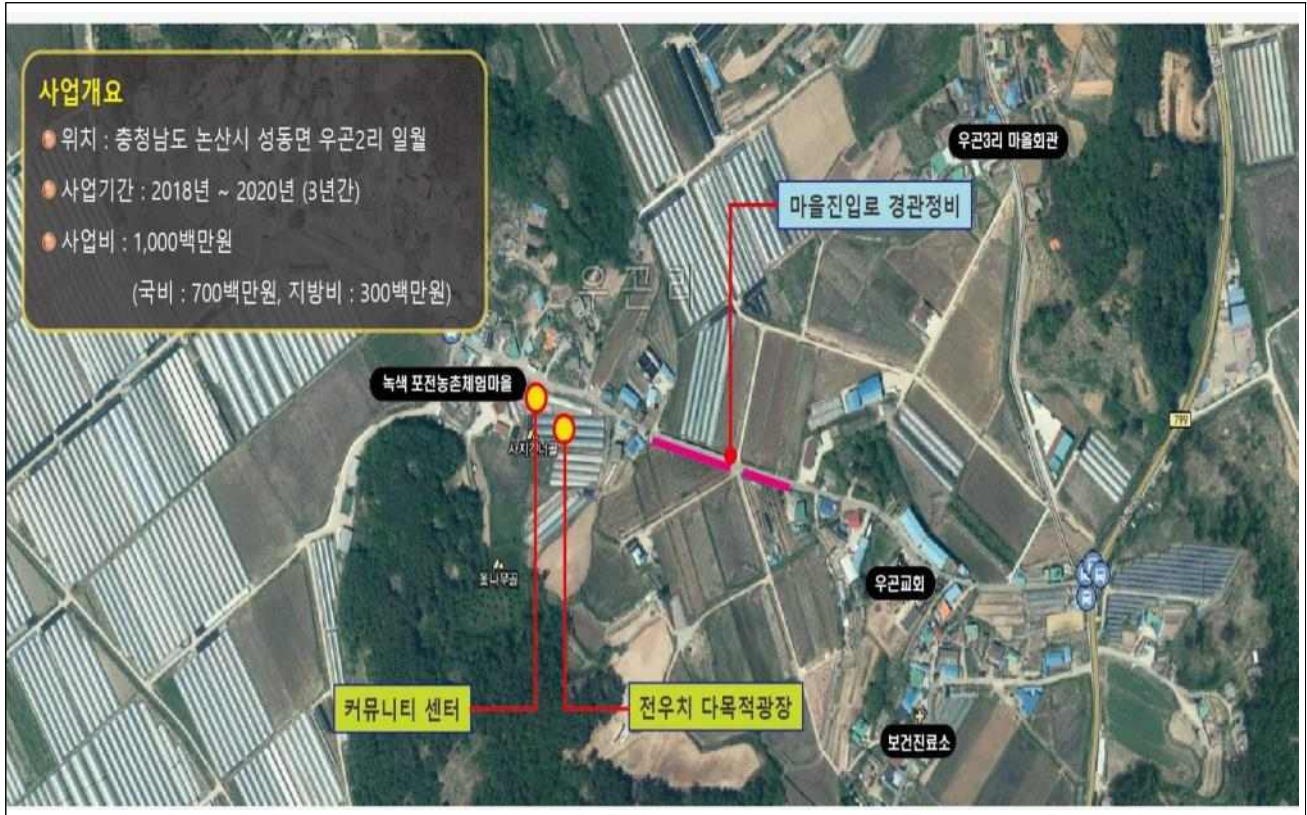 사업개요
위치 : 충청남도 논산시 성동면 우곤2리 일월
사업기간 : 2018년 ~ 2020년 (3년간)
사업비 : 1,000백만원
(국비 : 700백만원, 지방비 : 300백만원)
우곤3리 마을회관
마을진입로 경관정비
우곤리
녹색 포전농촌체험마을
799
우곤교회
커뮤니티 센터
전우치 다목적광장
보건진료소